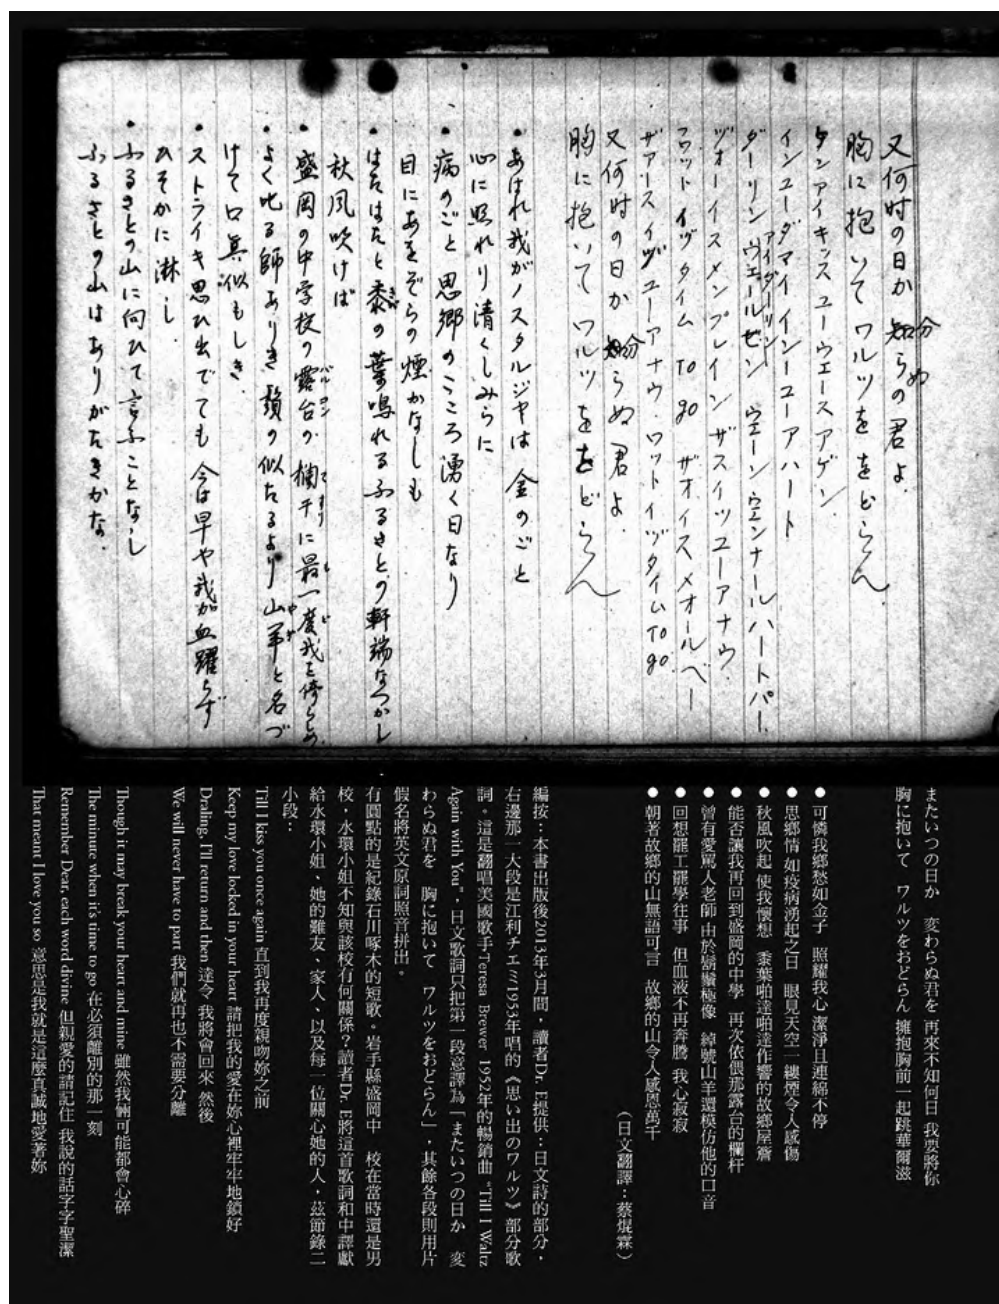 又何時の日か知らの君よ
分ぬ
胸に抱いてワルツををどらん
タンアイキッスユーウエースアゲン
インユーダマイインユーアハート
アイダーリン
ダーリンウエールゼン ウエーンウエンナールハートパー
ヅオーイスメンブレインザスイッツユーアナウ
ワットイヅタイム TO go ザオイスメオールベー
ザアースイヅユーアナウ・ワットイヅタイム TO go
又何時の日か分らぬ君よ
胸に抱いてワルツををどらん
・あはれ我がノスタルジヤは金のごと
心に照れり清くしみらに
・病のごと思郷のこころ湧く日なり
目にあをぞらの煙かなしも
・はたはたと黍の葉鳴れるふるさとの軒端なつかし
秋風吹けば
・盛岡の中学校の露台の欄干に最一度我を倚らしめ
・よく叱る師ありき鬚の似たるより山羊と名づ
けて口真似もしき
・ストライキ思ひ出でても今は早や我が血躍らず
ひそかに淋し
・ふるさとの山に向ひて言ふことなし
ふるさとの山はありがたきかな
またいつの日か 変わらぬ君を 再來不知何日 我要將你
胸に抱いて ワルツをおどらん 擁抱胸前一起跳華爾滋
● 可憐我鄉愁如金子 照耀我心 潔淨且連綿不停
● 思鄉情 如疫病湧起之日 眼見天空一縷煙令人感傷
● 秋風吹起 使我懷想 黍葉啪達啪達作響的故鄉屋簷
● 能否讓我再回到盛岡的中學 再次依偎那露台的欄杆
● 曾有愛罵人老師 由於鬍鬚極像 綽號山羊還模仿他的口音
● 回想罷工罷學往事 但血液不再奔騰 我心寂寂
● 朝著故鄉的山無語可言 故鄉的山令人感恩萬千
（日文翻譯：蔡焜霖）
編按：本書出版後2013年3月間，讀者Dr. E提供：日文詩的部分，
右邊那一大段是江利チエミ1953年唱的《思い出のワルツ》部分歌
詞。這是翻唱美國歌手Teresa Brewer 1952年的暢銷曲 "Till I Waltz
Again with You"，日文歌詞只把第一段意譯為「またいつの日か 変
わらぬ君を 胸に抱いて ワルツをおどらん」，其餘各段則用片
假名將英文原詞照音排出。
有圓點的是紀錄石川啄木的短歌。岩手縣盛岡中 校在當時還是男
校，水環小姐不知與該校有何關係？讀者Dr. E將這首歌詞和中譯獻
給水環小姐、她的難友、家人、以及每一位關心她的人，茲節錄二
小段：
Till I kiss you once again 直到我再度親吻妳之前
Keep my love locked in your heart 請把我的愛在妳心裡牢牢地鎖好
Draling, I'll return and then 達令 我將會回來 然後
We will never have to part 我們就再也不需要分離
Though it may break your heart and mine 雖然我倆可能都會心碎
The minute when it's time to go 在必須離別的那一刻
Remember Dear, each word divine 但親愛的請記住 我說的話字字聖潔
That meant I love you so 意思是我就是這麼真誠地愛著妳